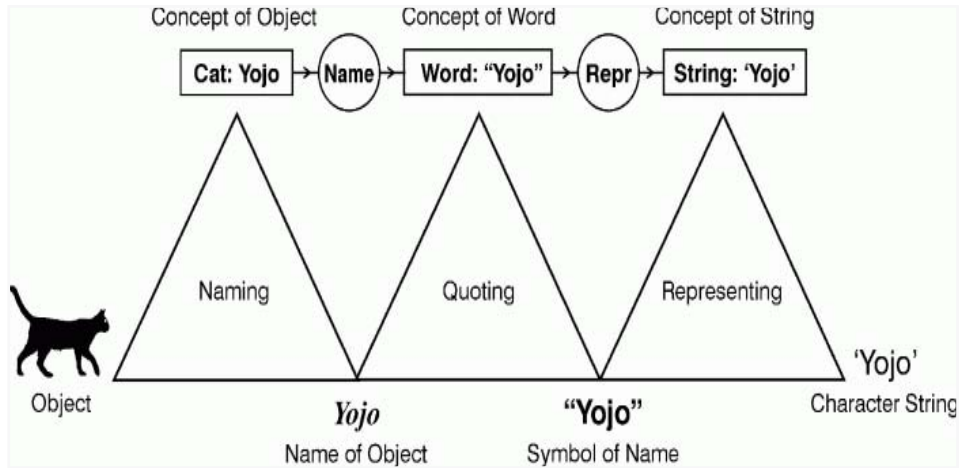 Concept of Object Concept of Word Concept of String
Cat: Yojo Name Word: “Yojo” Repr String: ‘Yojo’
Naming Quoting Representing
‘Yojo’
Object Character String
Yojo “Yojo”
Name of Object Symbol of Name